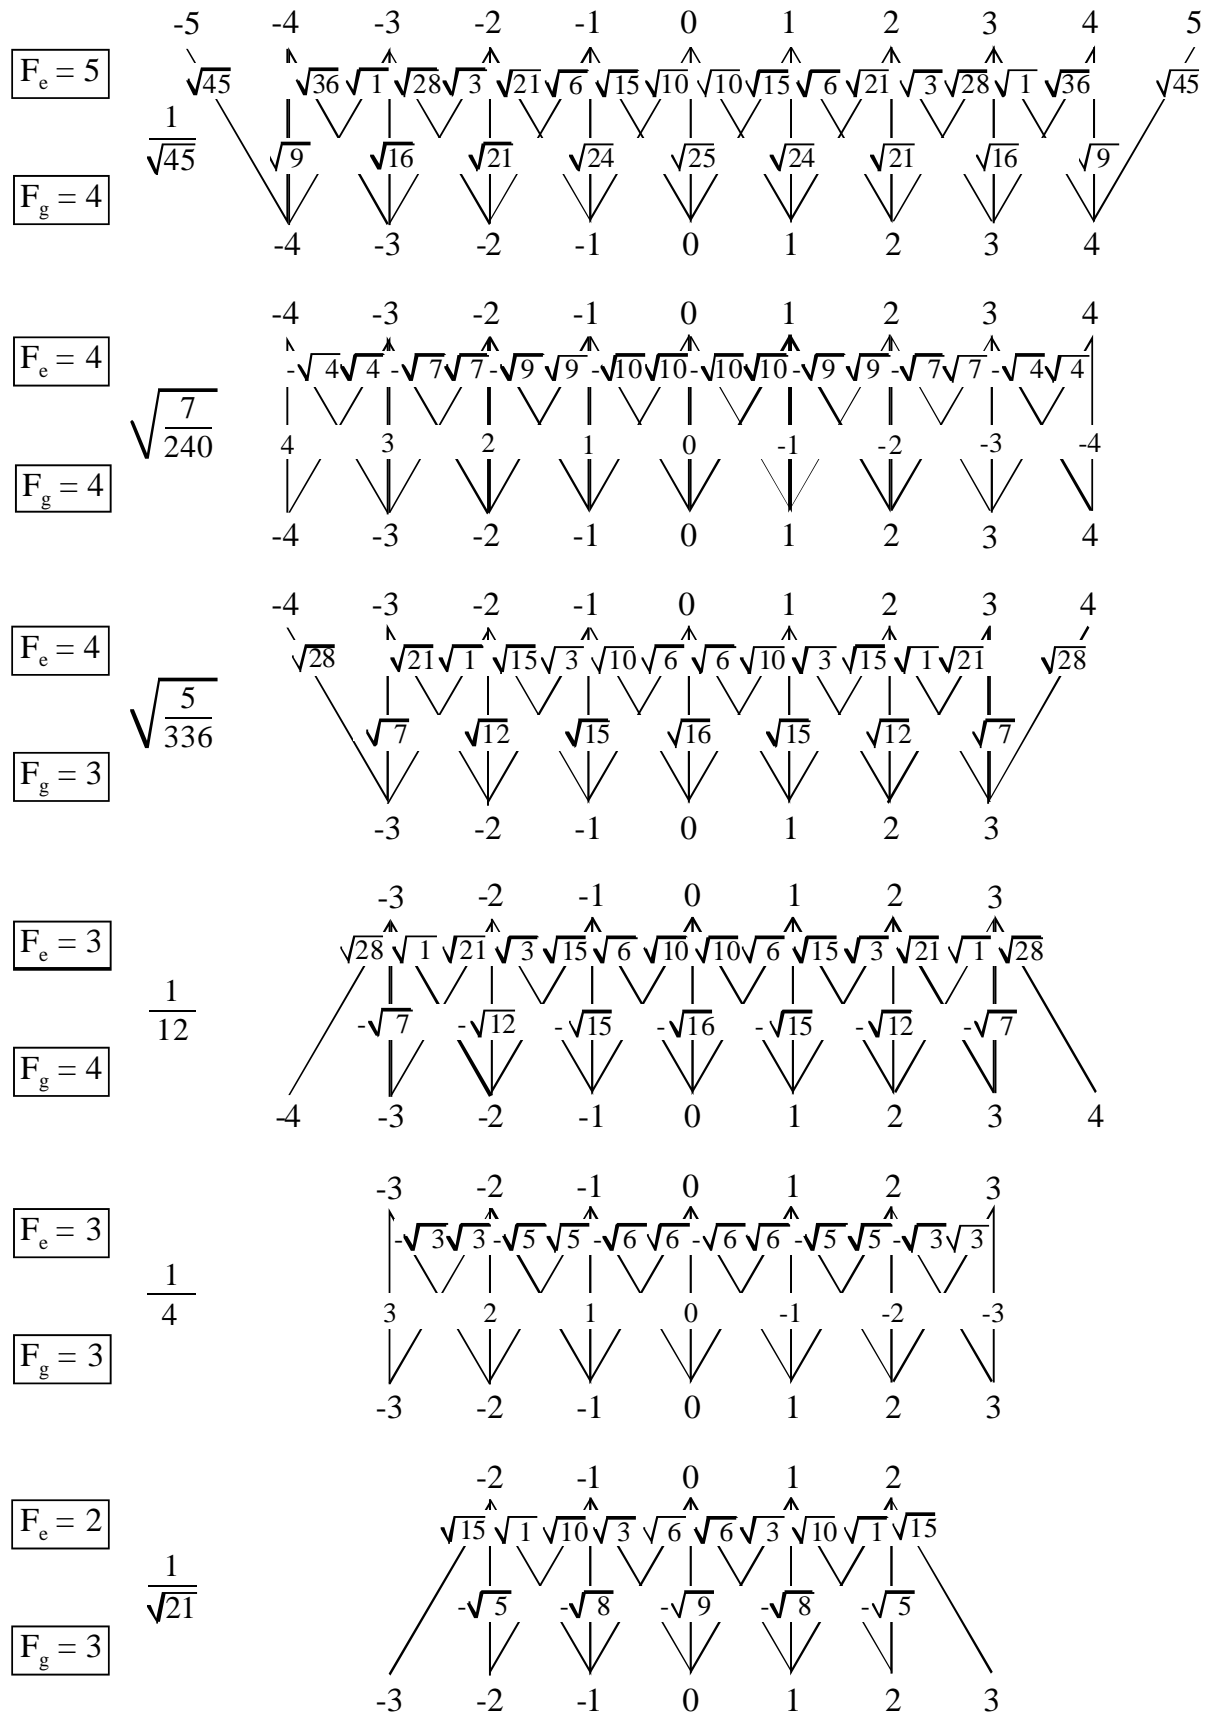 -5 -4 -3 -2 -1 0 1 2 3 4 5
F_e = 5
√45 √36 √1 √28 √3 √21 √6 √15 √10 √10 √15 √6 √21 √3 √28 √1 √36 √45
1/√45
√9 √16 √21 √24 √25 √24 √21 √16 √9
F_g = 4
-4 -3 -2 -1 0 1 2 3 4
-4 -3 -2 -1 0 1 2 3 4
F_e = 4
-√4 √4 -√7 √7 -√9 √9 -√10 √10 -√10 √10 -√9 √9 -√7 √7 -√4 √4
√(7/240)
4 3 2 1 0 -1 -2 -3 -4
F_g = 4
-4 -3 -2 -1 0 1 2 3 4
-4 -3 -2 -1 0 1 2 3 4
F_e = 4
√28 √21 √1 √15 √3 √10 √6 √6 √10 √3 √15 √1 √21 √28
√(5/336)
√7 √12 √15 √16 √15 √12 √7
F_g = 3
-3 -2 -1 0 1 2 3
-3 -2 -1 0 1 2 3
F_e = 3
√28 √1 √21 √3 √15 √6 √10 √10 √6 √15 √3 √21 √1 √28
1/12
-√7 -√12 -√15 -√16 -√15 -√12 -√7
F_g = 4
-4 -3 -2 -1 0 1 2 3 4
-3 -2 -1 0 1 2 3
F_e = 3
-√3 √3 -√5 √5 -√6 √6 -√6 √6 -√5 √5 -√3 √3
1/4
3 2 1 0 -1 -2 -3
F_g = 3
-3 -2 -1 0 1 2 3
-2 -1 0 1 2
F_e = 2
√15 √1 √10 √3 √6 √6 √3 √10 √1 √15
1/√21
-√5 -√8 -√9 -√8 -√5
F_g = 3
-3 -2 -1 0 1 2 3